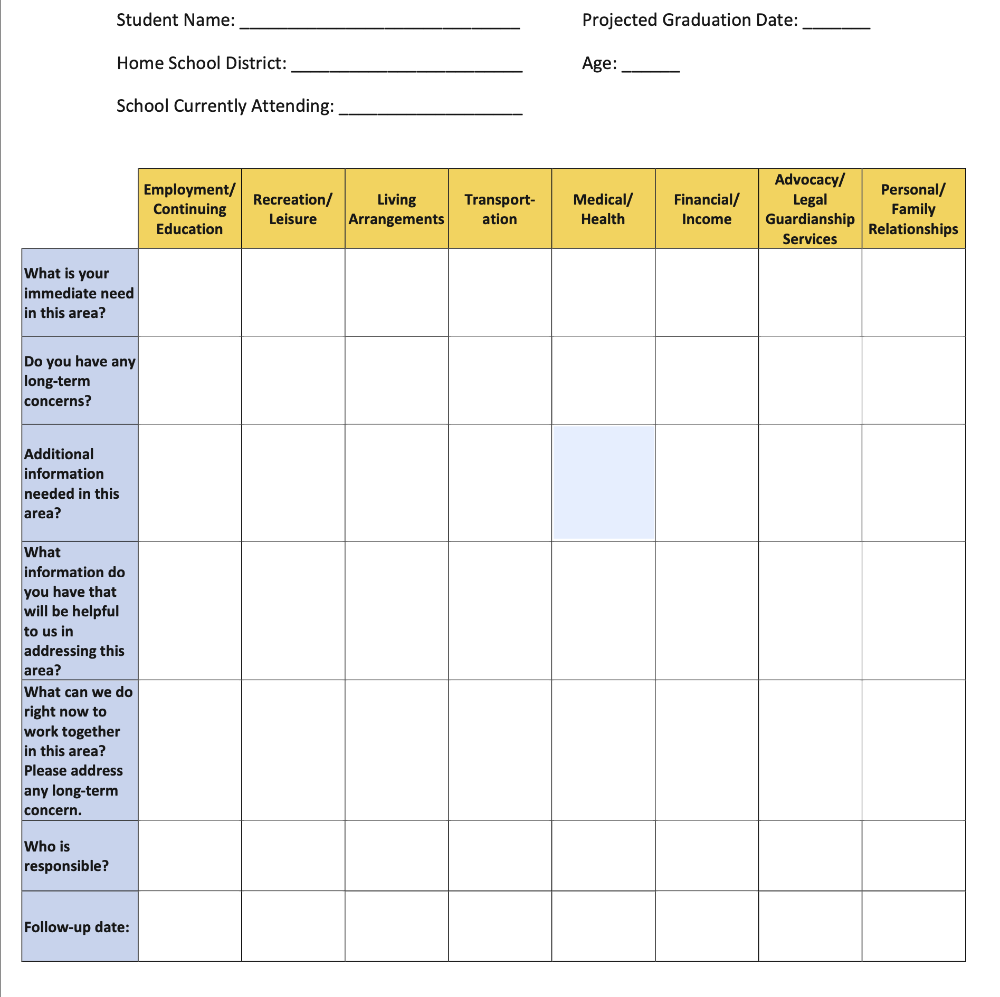 Student Name: _____________________________ Projected Graduation Date: _______
Home School District: ________________________ Age: ______
School Currently Attending: ___________________
Employment/
Continuing
Education
Recreation/
Leisure
Living
Arrangements
Transport-
ation
Medical/
Health
Financial/
Income
Advocacy/
Legal
Guardianship
Services
Personal/
Family
Relationships
What is your
immediate need
in this area?
Do you have any
long-term
concerns?
Additional
information
needed in this
area?
What
information do
you have that
will be helpful
to us in
addressing this
area?
What can we do
right now to
work together
in this area?
Please address
any long-term
concern.
Who is
responsible?
Follow-up date: